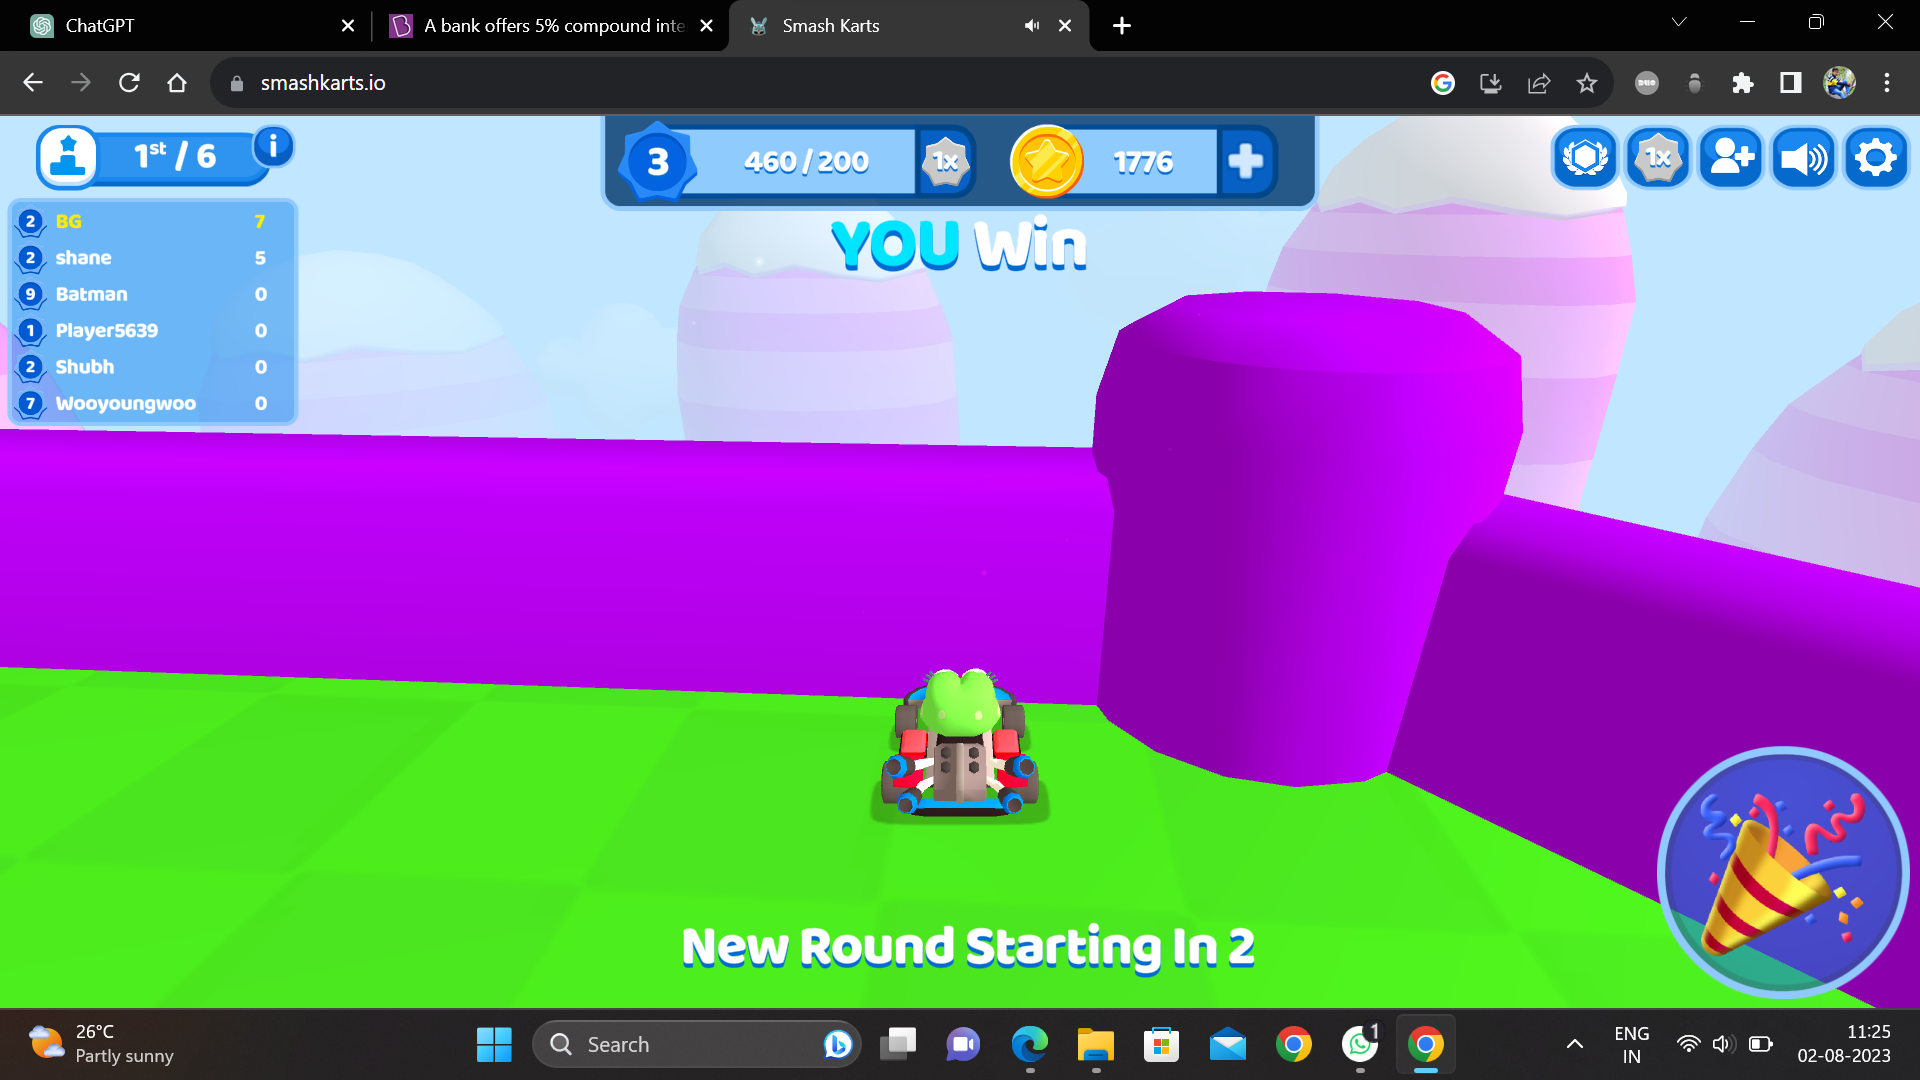 ChatGPT
A bank offers 5% compound inte
Smash Karts
smashkarts.io
1st / 6
i
3
460 / 200
1x
1776
1x
2 BG 7
2 shane 5
9 Batman 0
1 Player5639 0
2 Shubh 0
7 Wooyoungwoo 0
YOU Win
New Round Starting In 2
26°C
Partly sunny
Search
1
ENG
IN
11:25
02-08-2023